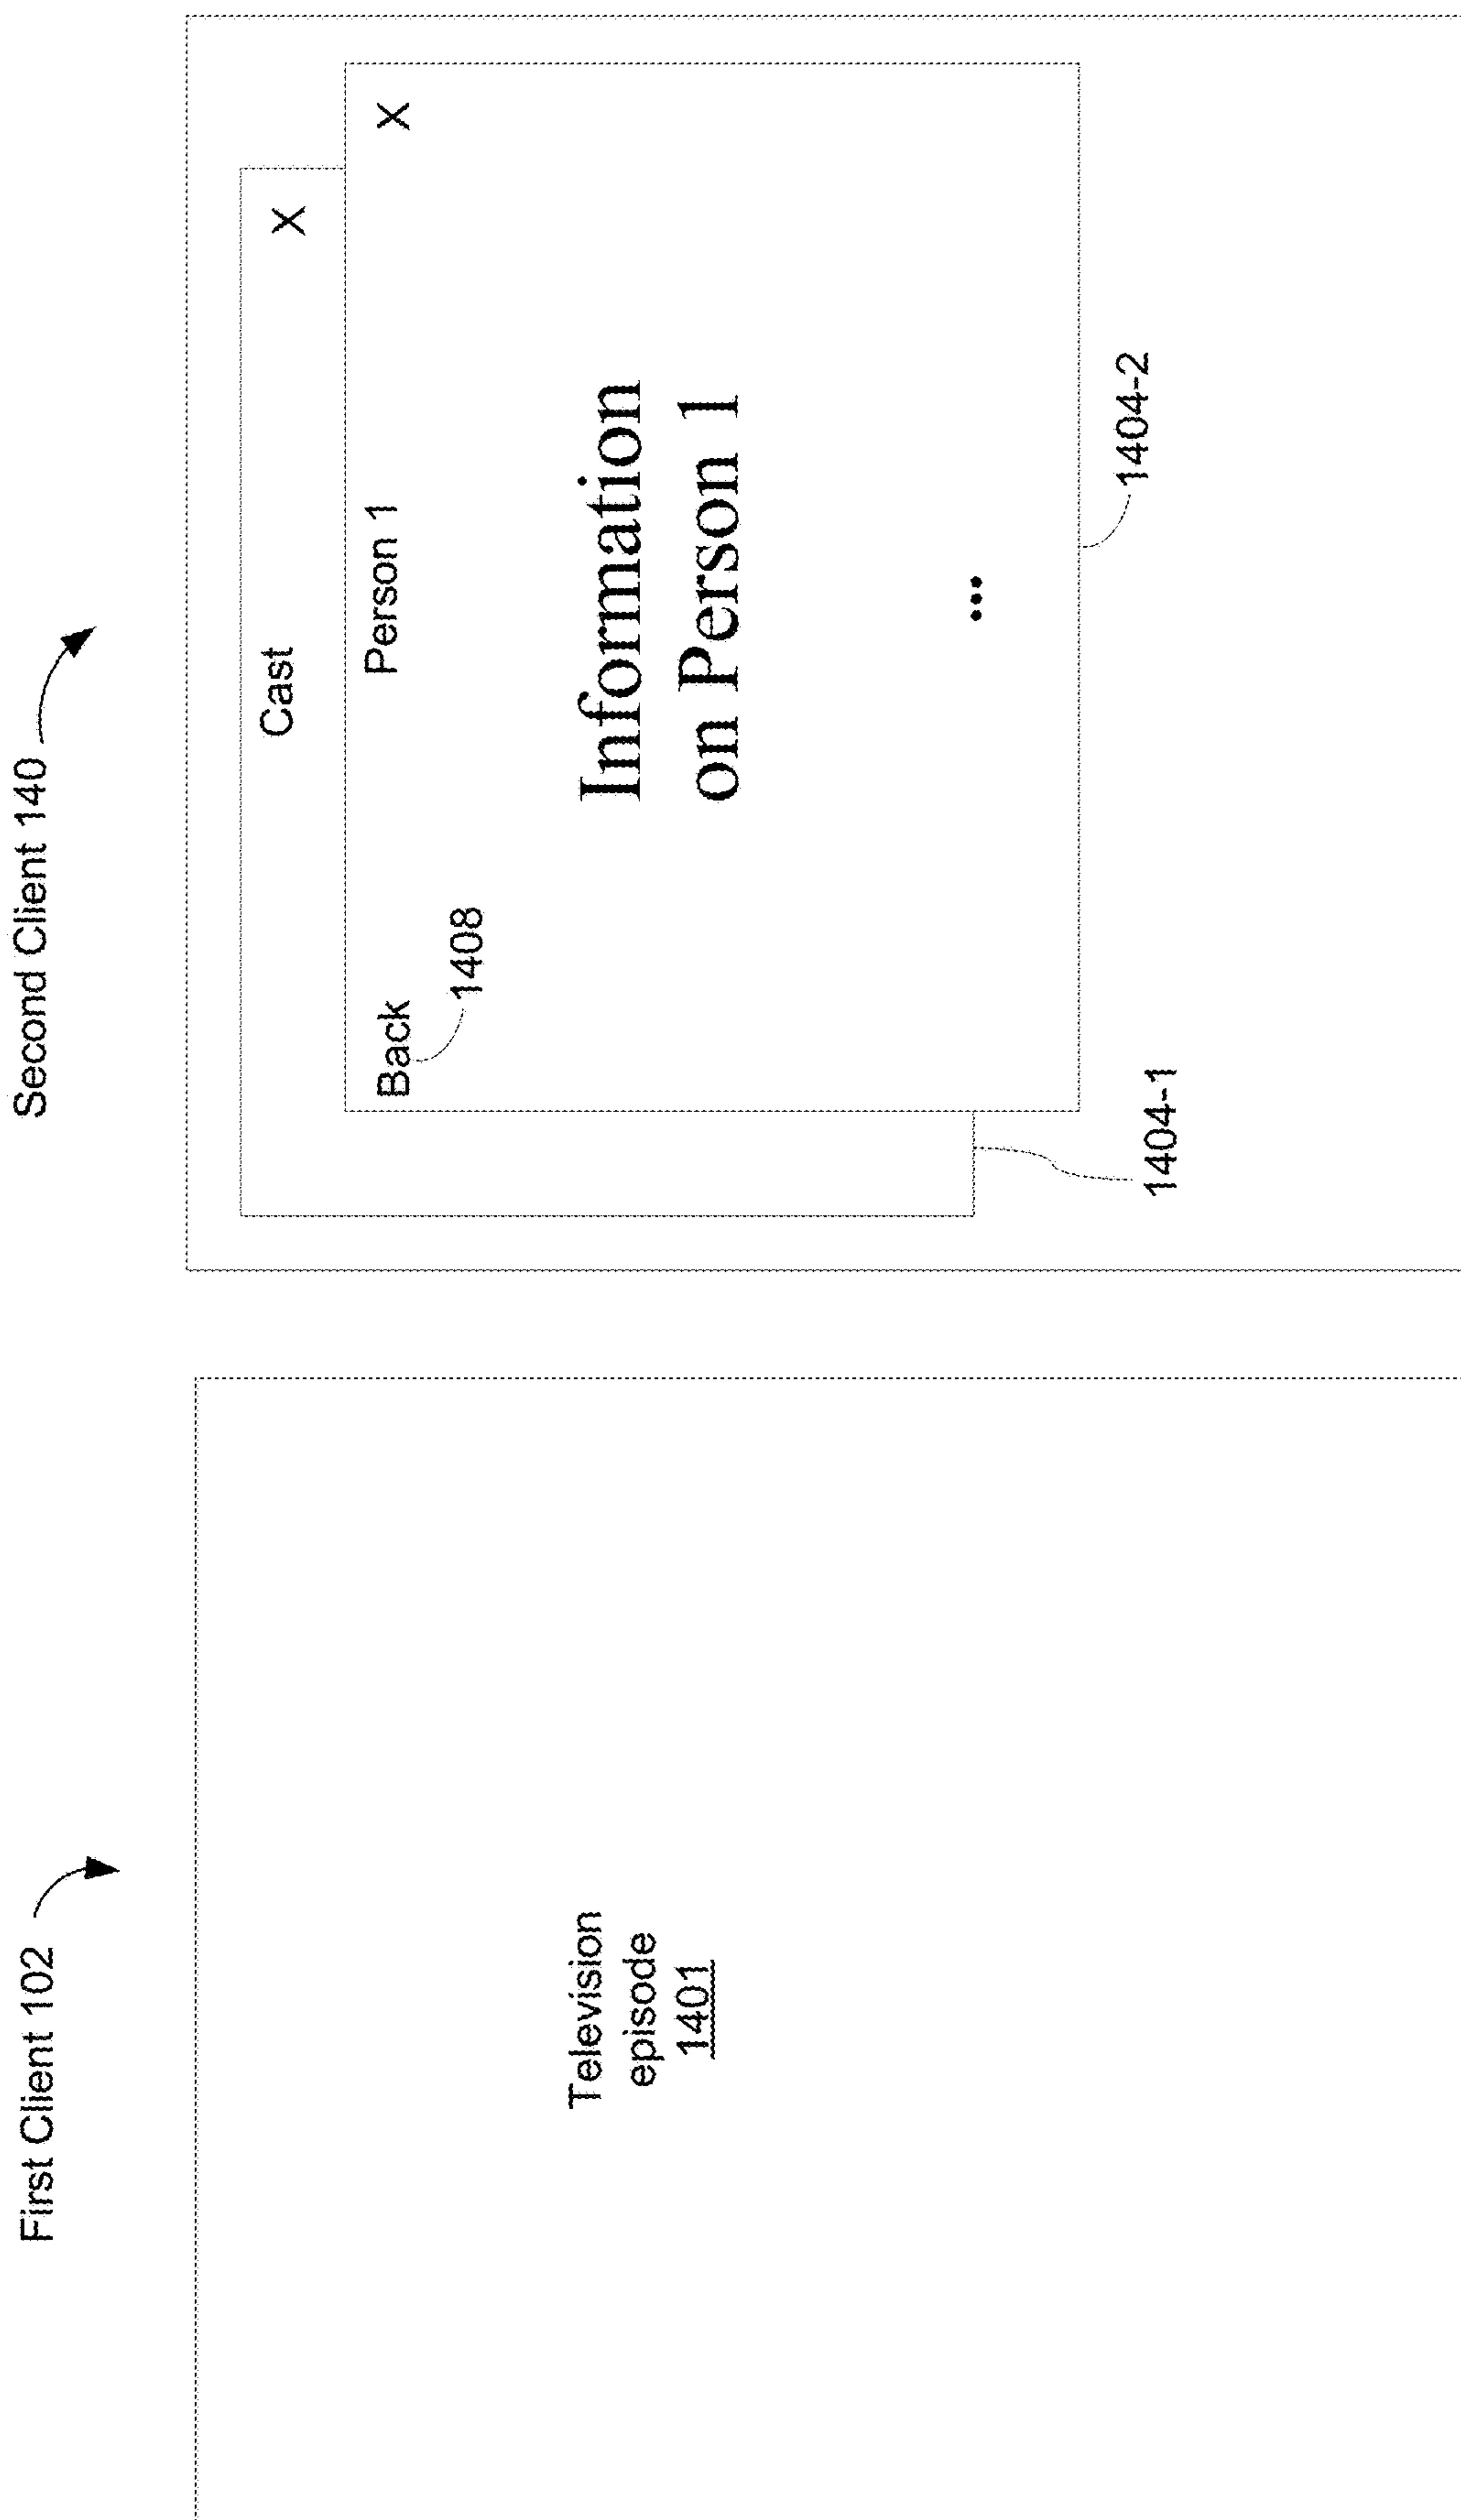 First Client 102
Television
episode
1401
Second Client 140
Cast
X
Back
Person 1
X
1408
Information
on Person 1
...
1404-1
1404-2